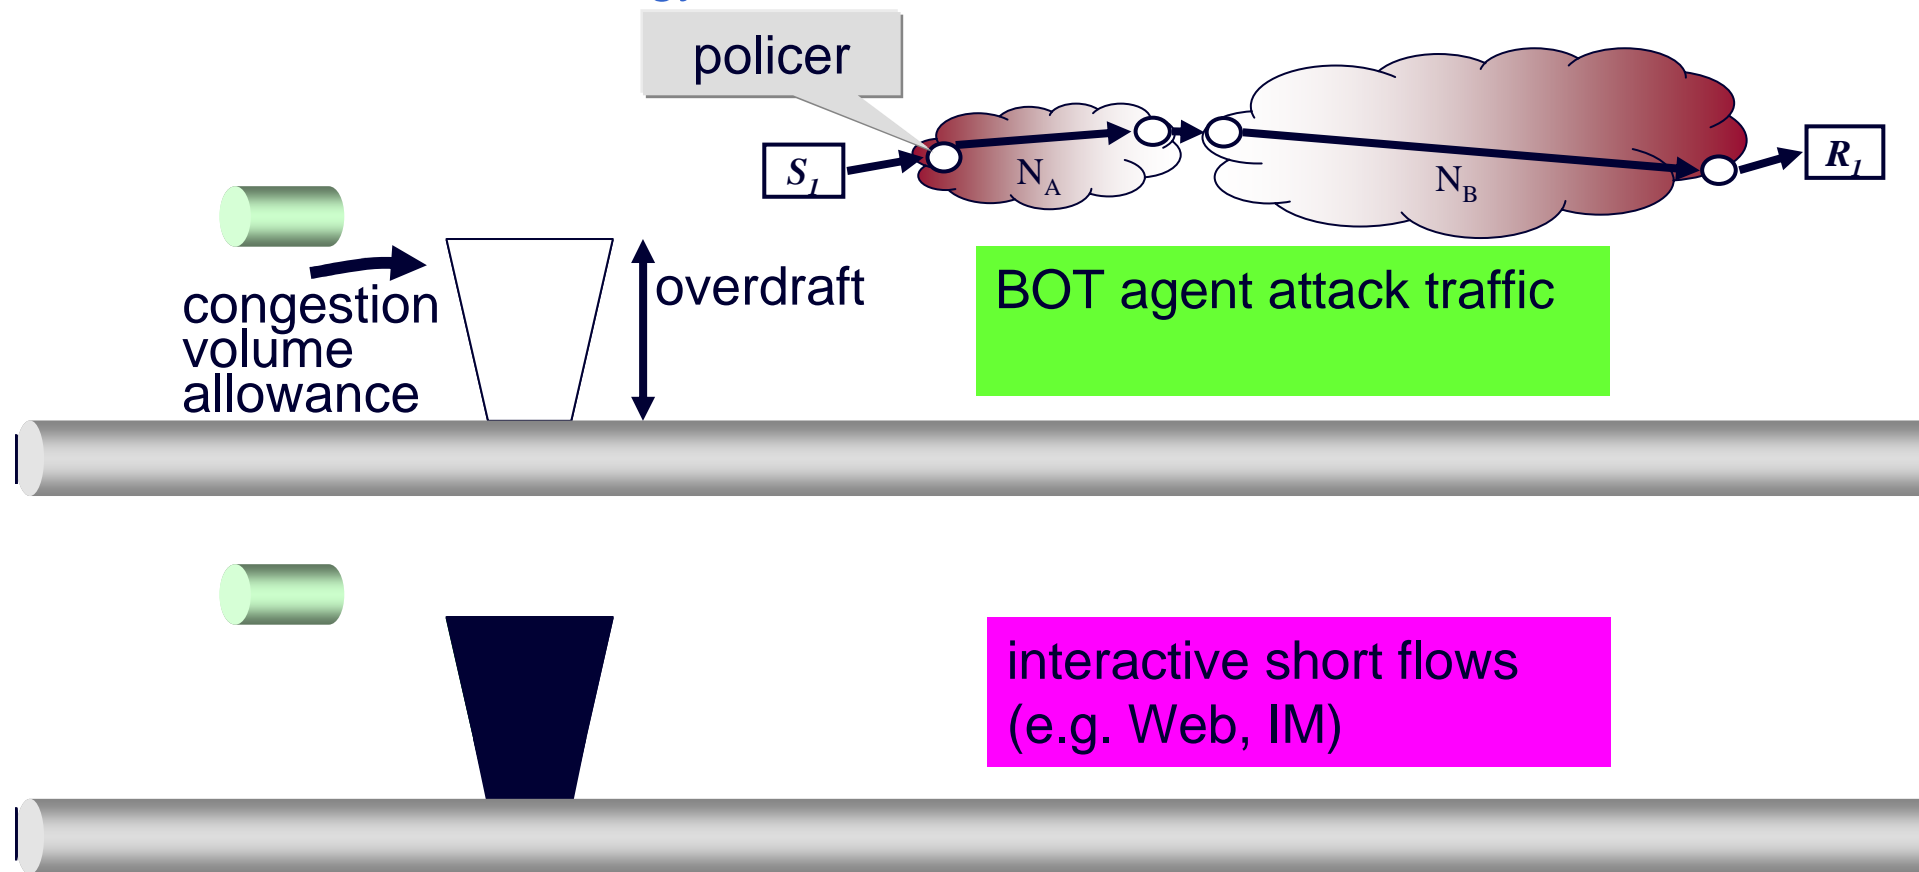 policer
S1
NA
NB
R1
congestion
volume
allowance
overdraft
BOT agent attack traffic
interactive short flows
(e.g. Web, IM)